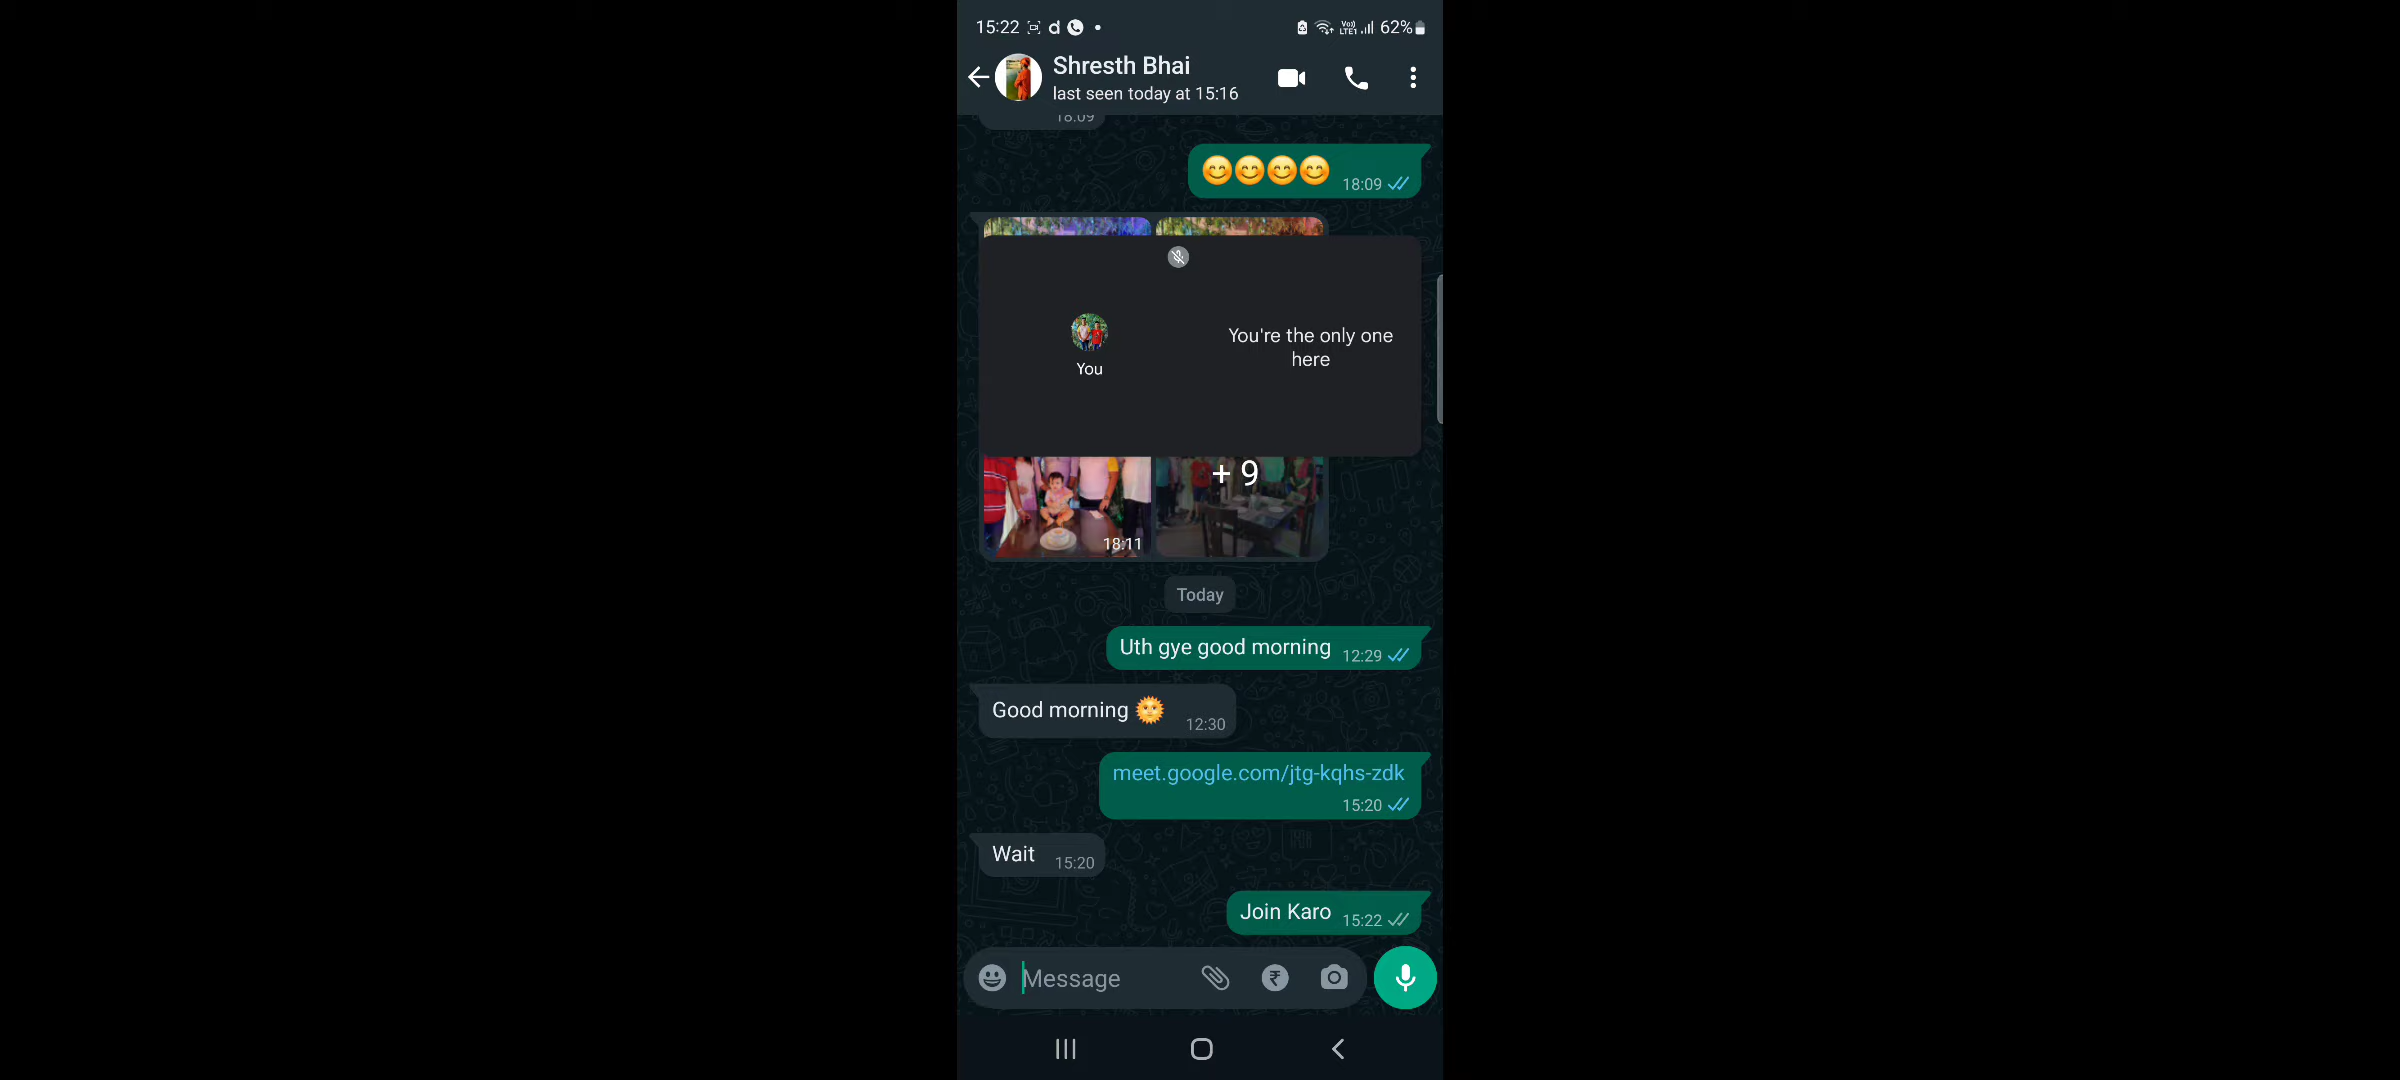 15:22 62%
Shresth Bhai
last seen today at 15:16
18:09
18:09
You're the only one
here
You
+ 9
18:11
Today
Uth gye good morning 12:29
Good morning 12:30
meet.google.com/jtg-kqhs-zdk
15:20
Wait 15:20
Join Karo 15:22
Message